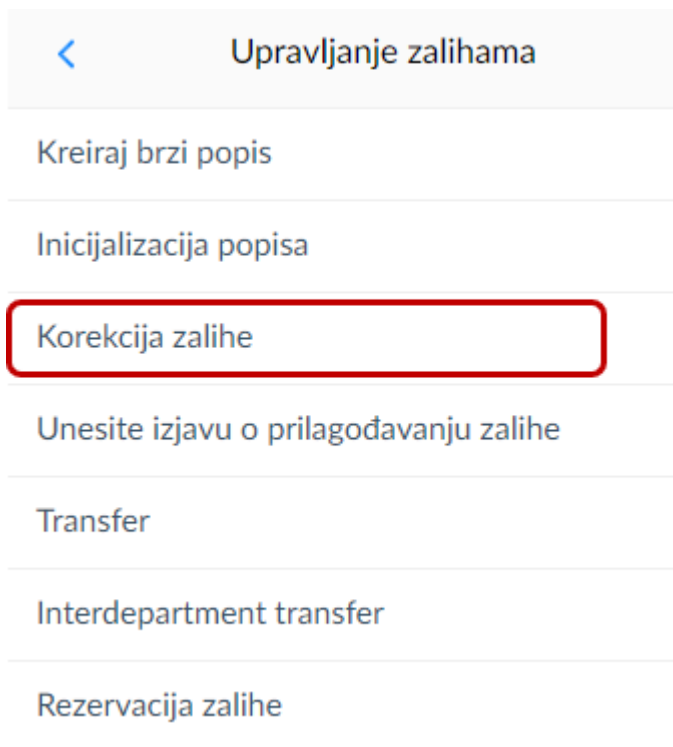 Upravljanje zalihama
Kreiraj brzi popis
Inicijalizacija popisa
Korekcija zalihe
Unesite izjavu o prilagođavanju zalihe
Transfer
Interdepartment transfer
Rezervacija zalihe